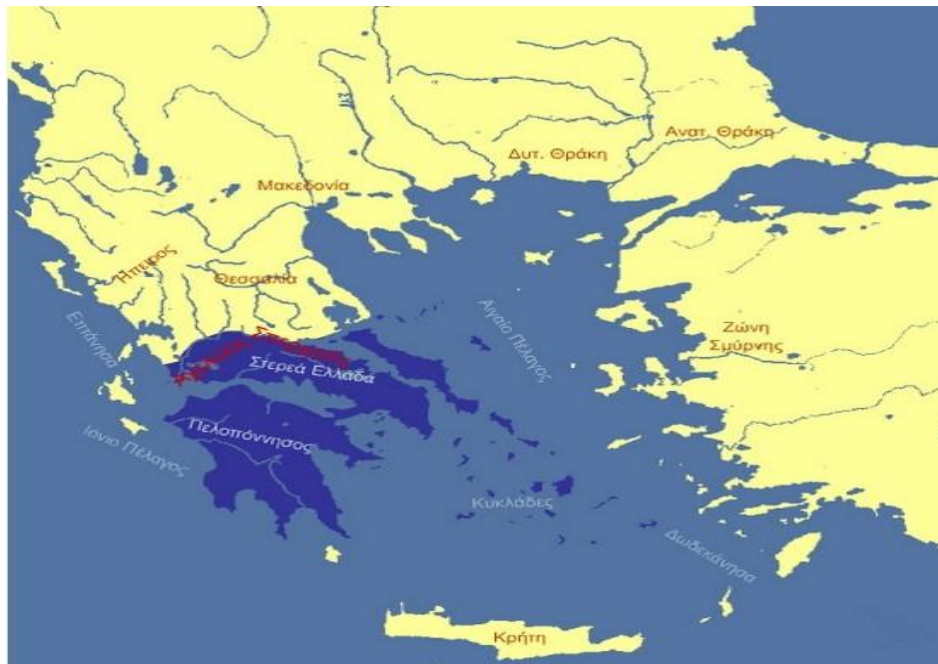 Ανατ. Θράκη
Δυτ. Θράκη
Μακεδονία
Ήπειρος
Θεσσαλία
Αιγαίο Πέλαγος
Επτάνησα
Ζώνη
Σμύρνης
Στερεά Ελλάδα
Πελοπόννησος
Ιόνιο Πέλαγος
Κυκλάδες
Δωδεκάνησα
Κρήτη